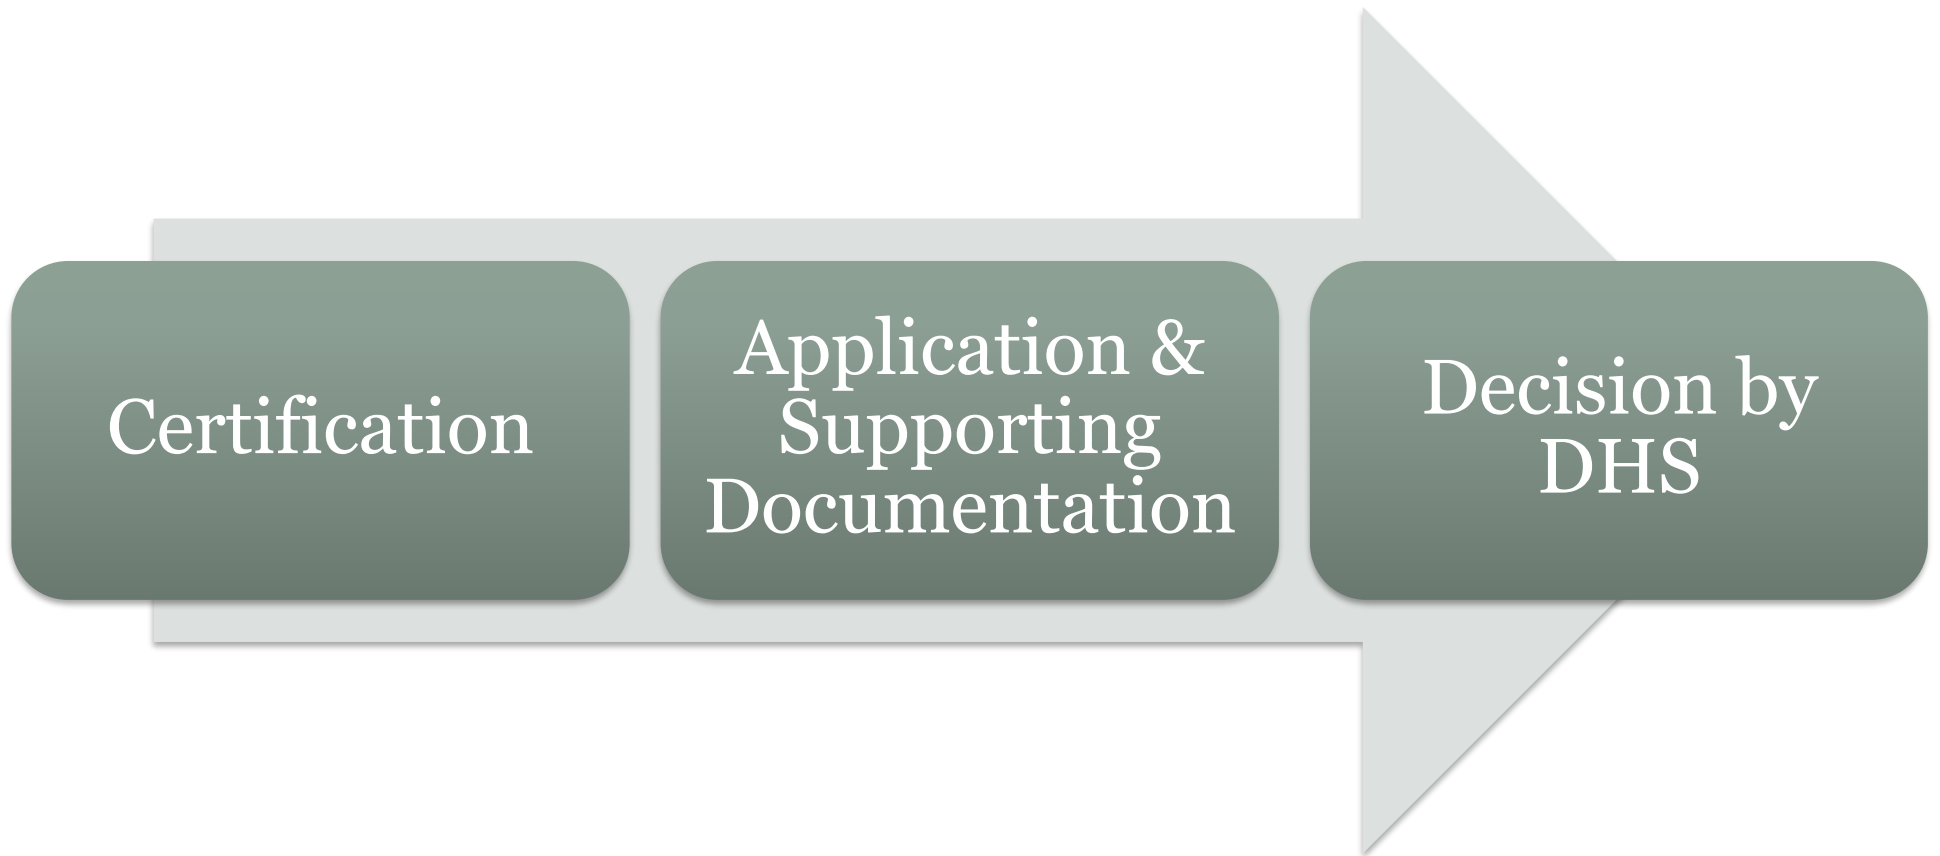 Certification
Application &
Supporting
Documentation
Decision by
DHS